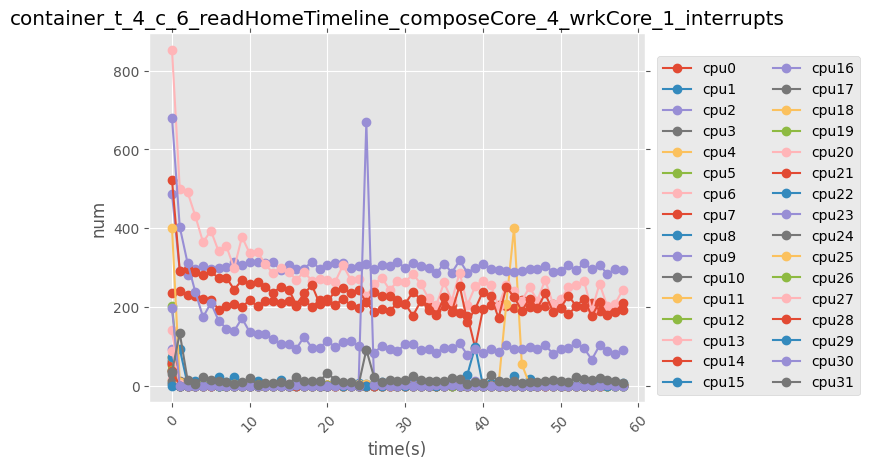 container_t_4_c_6_readHomeTimeline_composeCore_4_wrkCore_1_interrupts
800
600
400
200
0
num
0 10 20 30 40 50 60
time(s)
cpu0 cpu16
cpu1 cpu17
cpu2 cpu18
cpu3 cpu19
cpu4 cpu20
cpu5 cpu21
cpu6 cpu22
cpu7 cpu23
cpu8 cpu24
cpu9 cpu25
cpu10 cpu26
cpu11 cpu27
cpu12 cpu28
cpu13 cpu29
cpu14 cpu30
cpu15 cpu31